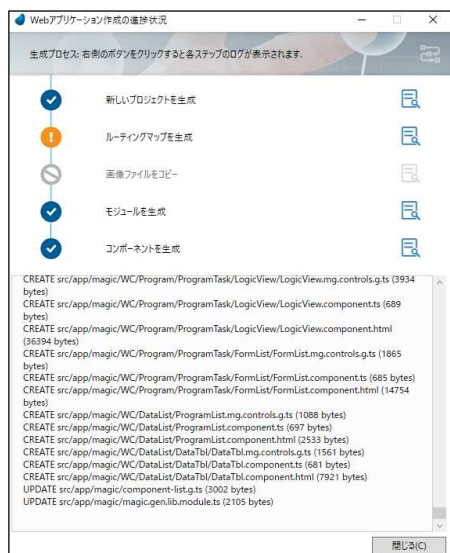 Webアプリケーション作成の進捗状況
生成プロセス: 右側のボタンをクリックすると各ステップのログが表示されます.
新しいプロジェクトを生成
ルーティングマップを生成
画像ファイルをコピー
モジュールを生成
コンポーネントを生成
CREATE src/app/magic/WC/Program/ProgramTask/LogicView/LogicView.mg.controls.g.ts (3934
bytes)
CREATE src/app/magic/WC/Program/ProgramTask/LogicView/LogicView.component.ts (689
bytes)
CREATE src/app/magic/WC/Program/ProgramTask/LogicView/LogicView.component.html
(36394 bytes)
CREATE src/app/magic/WC/Program/ProgramTask/FormList/FormList.mg.controls.g.ts (1865
bytes)
CREATE src/app/magic/WC/Program/ProgramTask/FormList/FormList.component.ts (685 bytes)
CREATE src/app/magic/WC/Program/ProgramTask/FormList/FormList.component.html (14754
bytes)
CREATE src/app/magic/WC/DataList/ProgramList.mg.controls.g.ts (1088 bytes)
CREATE src/app/magic/WC/DataList/ProgramList.component.ts (697 bytes)
CREATE src/app/magic/WC/DataList/ProgramList.component.html (2533 bytes)
CREATE src/app/magic/WC/DataList/DataTbl/DataTbl.mg.controls.g.ts (1561 bytes)
CREATE src/app/magic/WC/DataList/DataTbl/DataTbl.component.ts (681 bytes)
CREATE src/app/magic/WC/DataList/DataTbl/DataTbl.component.html (7921 bytes)
UPDATE src/app/magic/component-list.g.ts (3002 bytes)
UPDATE src/app/magic/magic.gen.lib.module.ts (2105 bytes)
閉じる(C)